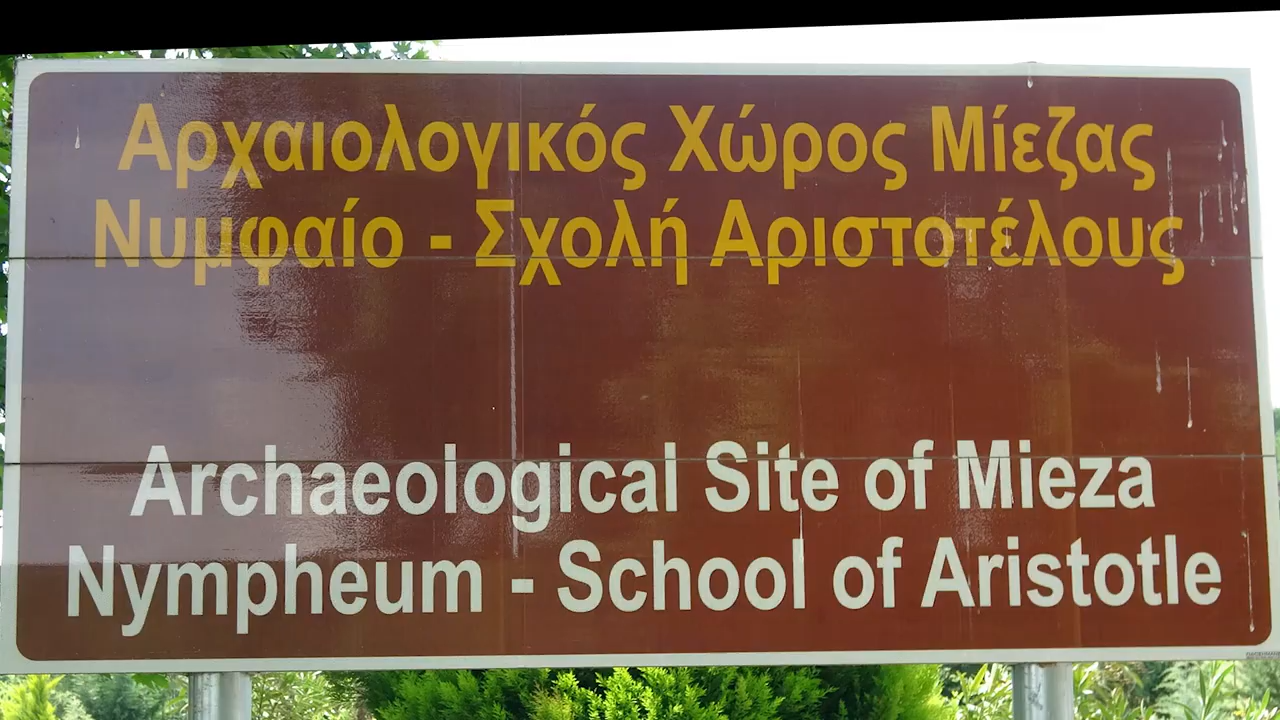 Αρχαιολογικός Χώρος Μίεζας
Νυμφαίο - Σχολή Αριστοτέλους
Archaeological Site of Mieza
Nympheum - School of Aristotle